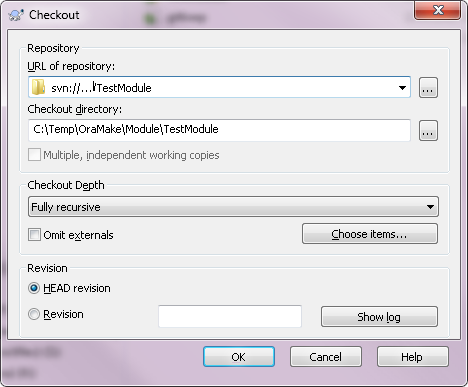 Checkout
Repository
URL of repository:
svn://.../TestModule
...
Checkout directory:
C:\Temp\OraMake\Module\TestModule
...
Multiple, independent working copies
Checkout Depth
Fully recursive
Omit externals
Choose items...
Revision
HEAD revision
Revision
Show log
OK
Cancel
Help